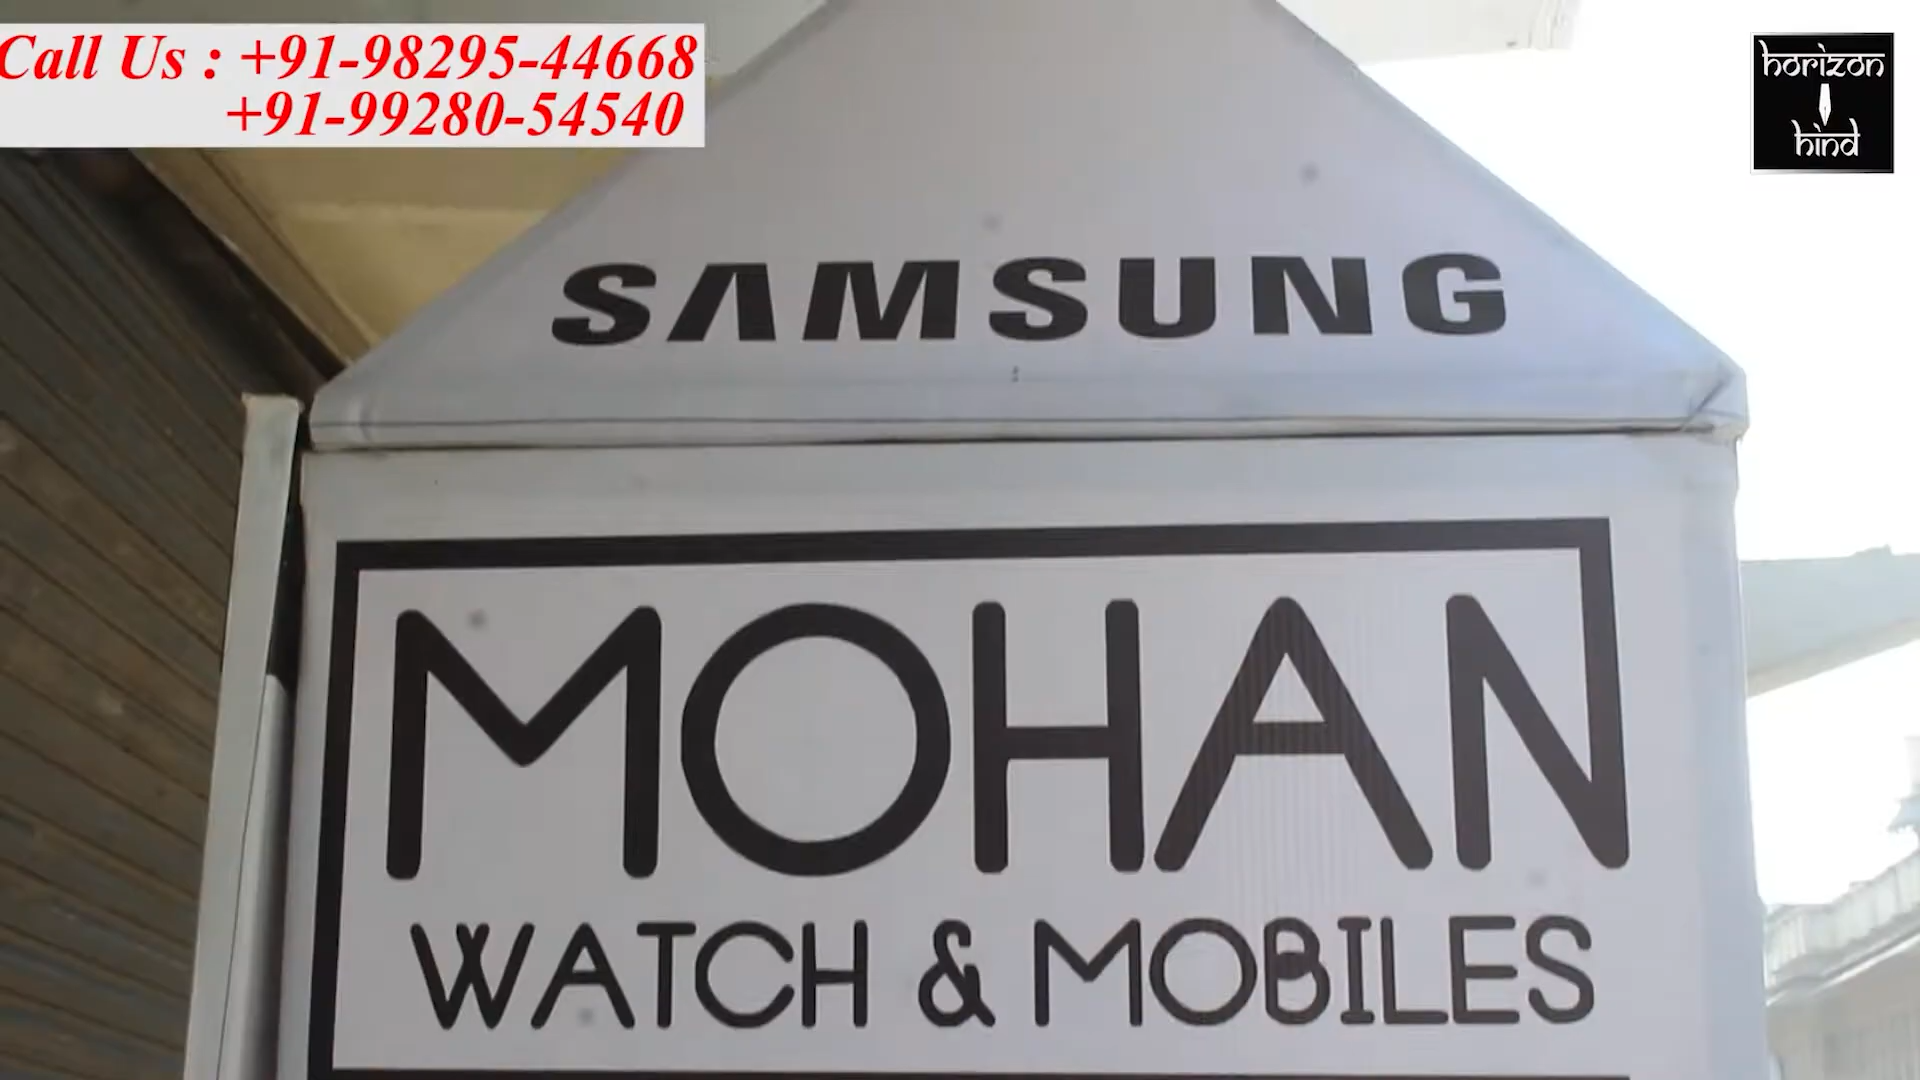 Call Us : +91-98295-44668
+91-99280-54540
horizon
hind
SAMSUNG
MOHAN
WATCH & MOBILES